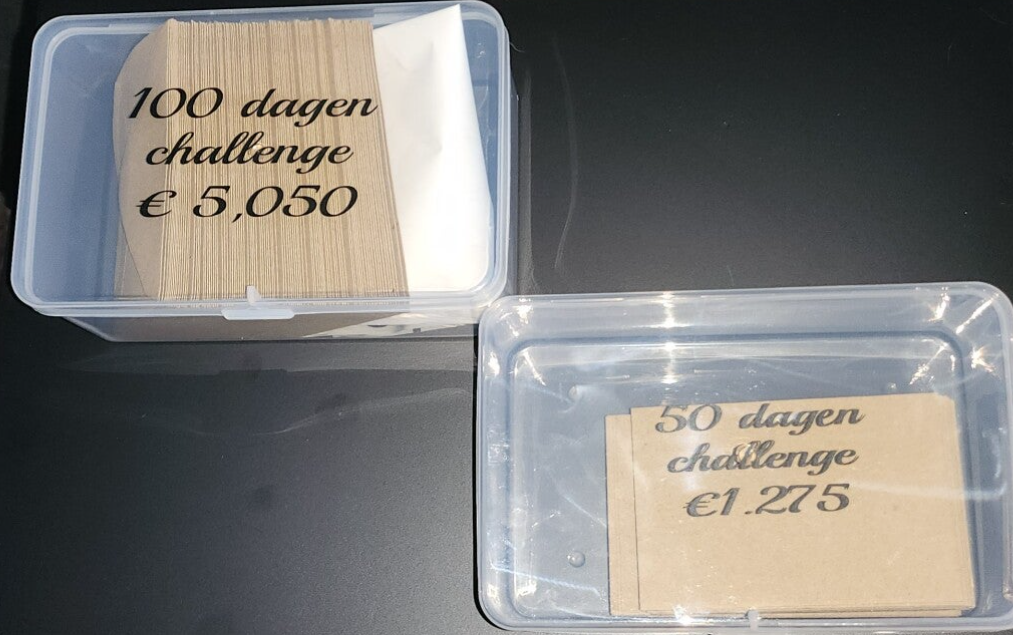 100 dagen
challenge
€ 5,050
50 dagen
challenge
€1.275